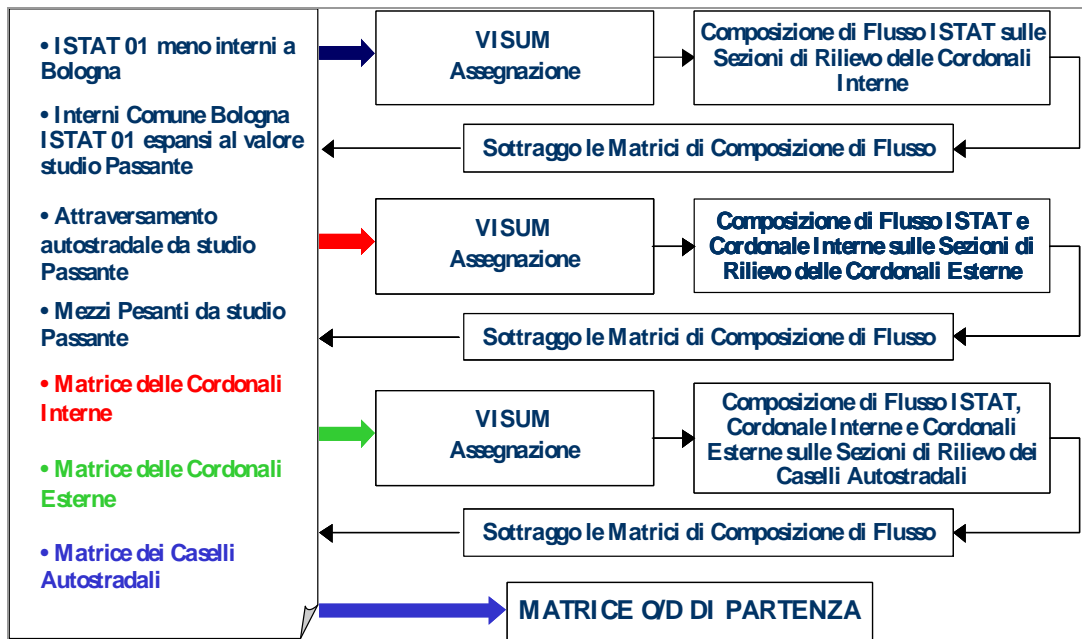 • ISTAT 01 meno interni a
Bologna
• Interni Comune Bologna
ISTAT 01 espansi al valore
studio Passante
• Attraversamento
autostradale da studio
Passante
• Mezzi Pesanti da studio
Passante
• Matrice delle Cordonali
Interne
• Matrice delle Cordonali
Esterne
• Matrice dei Caselli
Autostradali
VISUM
Assegnazione
Composizione di Flusso ISTAT sulle
Sezioni di Rilievo delle Cordonali
Interne
Sottraggo le Matrici di Composizione di Flusso
VISUM
Assegnazione
Composizione di Flusso ISTAT e
Cordonale Interne sulle Sezioni di
Rilievo delle Cordonali Esterne
Sottraggo le Matrici di Composizione di Flusso
VISUM
Assegnazione
Composizione di Flusso ISTAT,
Cordonale Interne e Cordonali
Esterne sulle Sezioni di Rilievo dei
Caselli Autostradali
Sottraggo le Matrici di Composizione di Flusso
MATRICE O/D DI PARTENZA